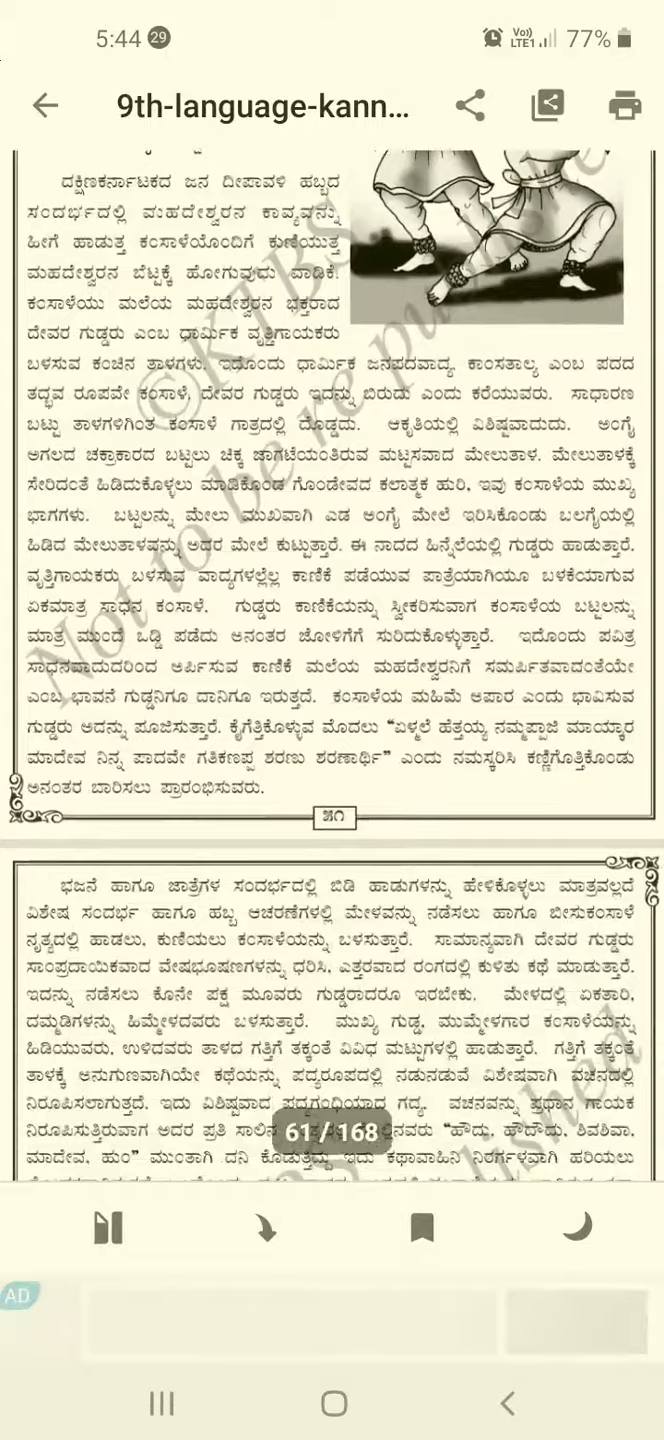 5:44 29 Vo)) LTE1 77%
9th-language-kann...
ದಕ್ಷಿಣಕರ್ನಾಟಕದ ಜನ ದೀಪಾವಳಿ ಹಬ್ಬದ
ಸಂದರ್ಭದಲ್ಲಿ ಮಹದೇಶ್ವರನ ಕಾವ್ಯವನ್ನು
ಹೀಗೆ ಹಾಡುತ್ತ ಕಂಸಾಳೆಯೊಂದಿಗೆ ಕುಣಿಯುತ್ತ
ಮಹದೇಶ್ವರನ ಬೆಟ್ಟಕ್ಕೆ ಹೋಗುವುದು ವಾಡಿಕೆ.
ಕಂಸಾಳೆಯು ಮಲೆಯ ಮಹದೇಶ್ವರನ ಭಕ್ತರಾದ
ದೇವರ ಗುಡ್ಡರು ಎಂಬ ಧಾರ್ಮಿಕ ವೃತ್ತಿಗಾಯಕರು
ಬಳಸುವ ಕಂಚಿನ ತಾಳಗಳು. ಇದೊಂದು ಧಾರ್ಮಿಕ ಜನಪದವಾದ್ಯ. ಕಾಂಸತಾಲ್ಯ ಎಂಬ ಪದದ
ತದ್ಭವ ರೂಪವೇ ಕಂಸಾಳೆ, ದೇವರ ಗುಡ್ಡರು ಇದನ್ನು ಬಿರುದು ಎಂದು ಕರೆಯುವರು. ಸಾಧಾರಣ
ಬಟ್ಟು ತಾಳಗಳಿಗಿಂತ ಕಂಸಾಳೆ ಗಾತ್ರದಲ್ಲಿ ದೊಡ್ಡದು. ಆಕೃತಿಯಲ್ಲಿ ವಿಶಿಷ್ಟವಾದುದು. ಅಂಗೈ
ಅಗಲದ ಚಕ್ರಾಕಾರದ ಬಟ್ಟಲು ಚಿಕ್ಕ ಜಾಗಟೆಯಂತಿರುವ ಮಟ್ಟಸವಾದ ಮೇಲುತಾಳ. ಮೇಲುತಾಳಕ್ಕೆ
ಸೇರಿದಂತೆ ಹಿಡಿದುಕೊಳ್ಳಲು ಮಾಡಿಕೊಂಡ ಗೊಂಡೇವದ ಕಲಾತ್ಮಕ ಹುರಿ, ಇವು ಕಂಸಾಳೆಯ ಮುಖ್ಯ
ಭಾಗಗಳು. ಬಟ್ಟಲನ್ನು ಮೇಲು ಮುಖವಾಗಿ ಎಡ ಅಂಗೈ ಮೇಲೆ ಇರಿಸಿಕೊಂಡು ಬಲಗೈಯಲ್ಲಿ
ಹಿಡಿದ ಮೇಲುತಾಳವನ್ನು ಅದರ ಮೇಲೆ ಕುಟ್ಟುತ್ತಾರೆ. ಈ ನಾದದ ಹಿನ್ನೆಲೆಯಲ್ಲಿ ಗುಡ್ಡರು ಹಾಡುತ್ತಾರೆ.
ವೃತ್ತಿಗಾಯಕರು ಬಳಸುವ ವಾದ್ಯಗಳಲ್ಲೆಲ್ಲ ಕಾಣಿಕೆ ಪಡೆಯುವ ಪಾತ್ರೆಯಾಗಿಯೂ ಬಳಕೆಯಾಗುವ
ಏಕಮಾತ್ರ ಸಾಧನ ಕಂಸಾಳೆ. ಗುಡ್ಡರು ಕಾಣಿಕೆಯನ್ನು ಸ್ವೀಕರಿಸುವಾಗ ಕಂಸಾಳೆಯ ಬಟ್ಟಲನ್ನು
ಮಾತ್ರ ಮುಂದೆ ಒಡ್ಡಿ ಪಡೆದು ಅನಂತರ ಜೋಳಿಗೆಗೆ ಸುರಿದುಕೊಳ್ಳುತ್ತಾರೆ. ಇದೊಂದು ಪವಿತ್ರ
ಸಾಧನವಾದುದರಿಂದ ಅರ್ಪಿಸುವ ಕಾಣಿಕೆ ಮಲೆಯ ಮಹದೇಶ್ವರನಿಗೆ ಸಮರ್ಪಿತವಾದಂತೆಯೇ
ಎಂಬ ಭಾವನೆ ಗುಡ್ಡನಿಗೂ ದಾನಿಗೂ ಇರುತ್ತದೆ. ಕಂಸಾಳೆಯ ಮಹಿಮೆ ಅಪಾರ ಎಂದು ಭಾವಿಸುವ
ಗುಡ್ಡರು ಅದನ್ನು ಪೂಜಿಸುತ್ತಾರೆ. ಕೈಗೆತ್ತಿಕೊಳ್ಳುವ ಮೊದಲು “ಏಳ್ಮಲೆ ಹೆತ್ತಯ್ಯ ನಮ್ಮಪ್ಪಾಜಿ ಮಾಯ್ಕಾರ
ಮಾದೇವ ನಿನ್ನ ಪಾದವೇ ಗತಿಕಣಪ್ಪ ಶರಣು ಶರಣಾರ್ಥಿ” ಎಂದು ನಮಸ್ಕರಿಸಿ ಕಣ್ಣಿಗೊತ್ತಿಕೊಂಡು
ಅನಂತರ ಬಾರಿಸಲು ಪ್ರಾರಂಭಿಸುವರು.
೫೧
ಭಜನೆ ಹಾಗೂ ಜಾತ್ರೆಗಳ ಸಂದರ್ಭದಲ್ಲಿ ಬಿಡಿ ಹಾಡುಗಳನ್ನು ಹೇಳಿಕೊಳ್ಳಲು ಮಾತ್ರವಲ್ಲದೆ
ವಿಶೇಷ ಸಂದರ್ಭ ಹಾಗೂ ಹಬ್ಬ ಆಚರಣೆಗಳಲ್ಲಿ ಮೇಳವನ್ನು ನಡೆಸಲು ಹಾಗೂ ಬೀಸುಕಂಸಾಳೆ
ನೃತ್ಯದಲ್ಲಿ ಹಾಡಲು, ಕುಣಿಯಲು ಕಂಸಾಳೆಯನ್ನು ಬಳಸುತ್ತಾರೆ. ಸಾಮಾನ್ಯವಾಗಿ ದೇವರ ಗುಡ್ಡರು
ಸಾಂಪ್ರದಾಯಿಕವಾದ ವೇಷಭೂಷಣಗಳನ್ನು ಧರಿಸಿ, ಎತ್ತರವಾದ ರಂಗದಲ್ಲಿ ಕುಳಿತು ಕಥೆ ಮಾಡುತ್ತಾರೆ.
ಇದನ್ನು ನಡೆಸಲು ಕೊನೇ ಪಕ್ಷ ಮೂವರು ಗುಡ್ಡರಾದರೂ ಇರಬೇಕು. ಮೇಳದಲ್ಲಿ ಏಕತಾರಿ,
ದಮ್ಮಡಿಗಳನ್ನು ಹಿಮ್ಮೇಳದವರು ಬಳಸುತ್ತಾರೆ. ಮುಖ್ಯ ಗುಡ್ಡ, ಮುಮ್ಮೇಳಗಾರ ಕಂಸಾಳೆಯನ್ನು
ಹಿಡಿಯುವರು, ಉಳಿದವರು ತಾಳದ ಗತ್ತಿಗೆ ತಕ್ಕಂತೆ ವಿವಿಧ ಮಟ್ಟುಗಳಲ್ಲಿ ಹಾಡುತ್ತಾರೆ. ಗತ್ತಿಗೆ ತಕ್ಕಂತೆ
ತಾಳಕ್ಕೆ ಅನುಗುಣವಾಗಿಯೇ ಕಥೆಯನ್ನು ಪದ್ಯರೂಪದಲ್ಲಿ ನಡುನಡುವೆ ವಿಶೇಷವಾಗಿ ವಚನದಲ್ಲಿ
ನಿರೂಪಿಸಲಾಗುತ್ತದೆ. ಇದು ವಿಶಿಷ್ಟವಾದ ಪದ್ಯಗಂಧಿಯಾದ ಗದ್ಯ. ವಚನವನ್ನು ಪ್ರಧಾನ ಗಾಯಕ
ನಿರೂಪಿಸುತ್ತಿರುವಾಗ ಅದರ ಪ್ರತಿ ಸಾಲಿನ “ಹೌದು, ಹೌದೌದು, ಶಿವಶಿವಾ,
61 / 168
ಮಾದೇವ, ಹುಂ” ಮುಂತಾಗಿ ದನಿ ಕೊಡುತ್ತಿದ್ದು ಇದು ಕಥಾವಾಹಿನಿ ನಿರರ್ಗಳವಾಗಿ ಹರಿಯಲು
AD